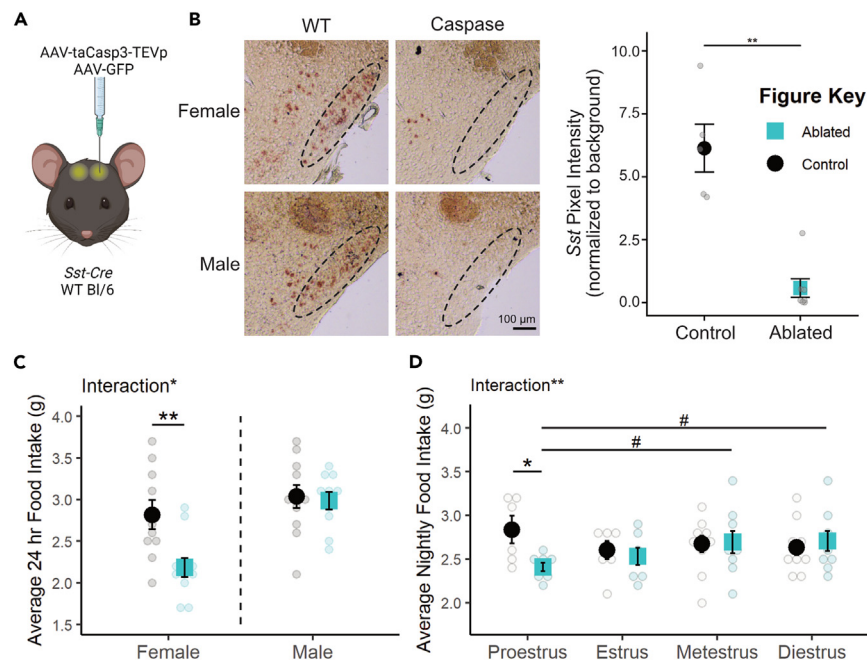 A
AAV-taCasp3-TEVp
AAV-GFP
Sst-Cre
WT Bl/6
B
WT
Caspase
Female
Male
100 µm
Sst Pixel Intensity
(normalized to background)
10.0
7.5
5.0
2.5
0.0
**
Figure Key
Ablated
Control
Control
Ablated
C
Interaction*
Average 24 hr Food Intake (g)
4.0
3.5
3.0
2.5
2.0
1.5
**
Female
Male
D
Interaction**
Average Nightly Food Intake (g)
4.0
3.5
3.0
2.5
2.0
#
#
*
Proestrus
Estrus
Metestrus
Diestrus